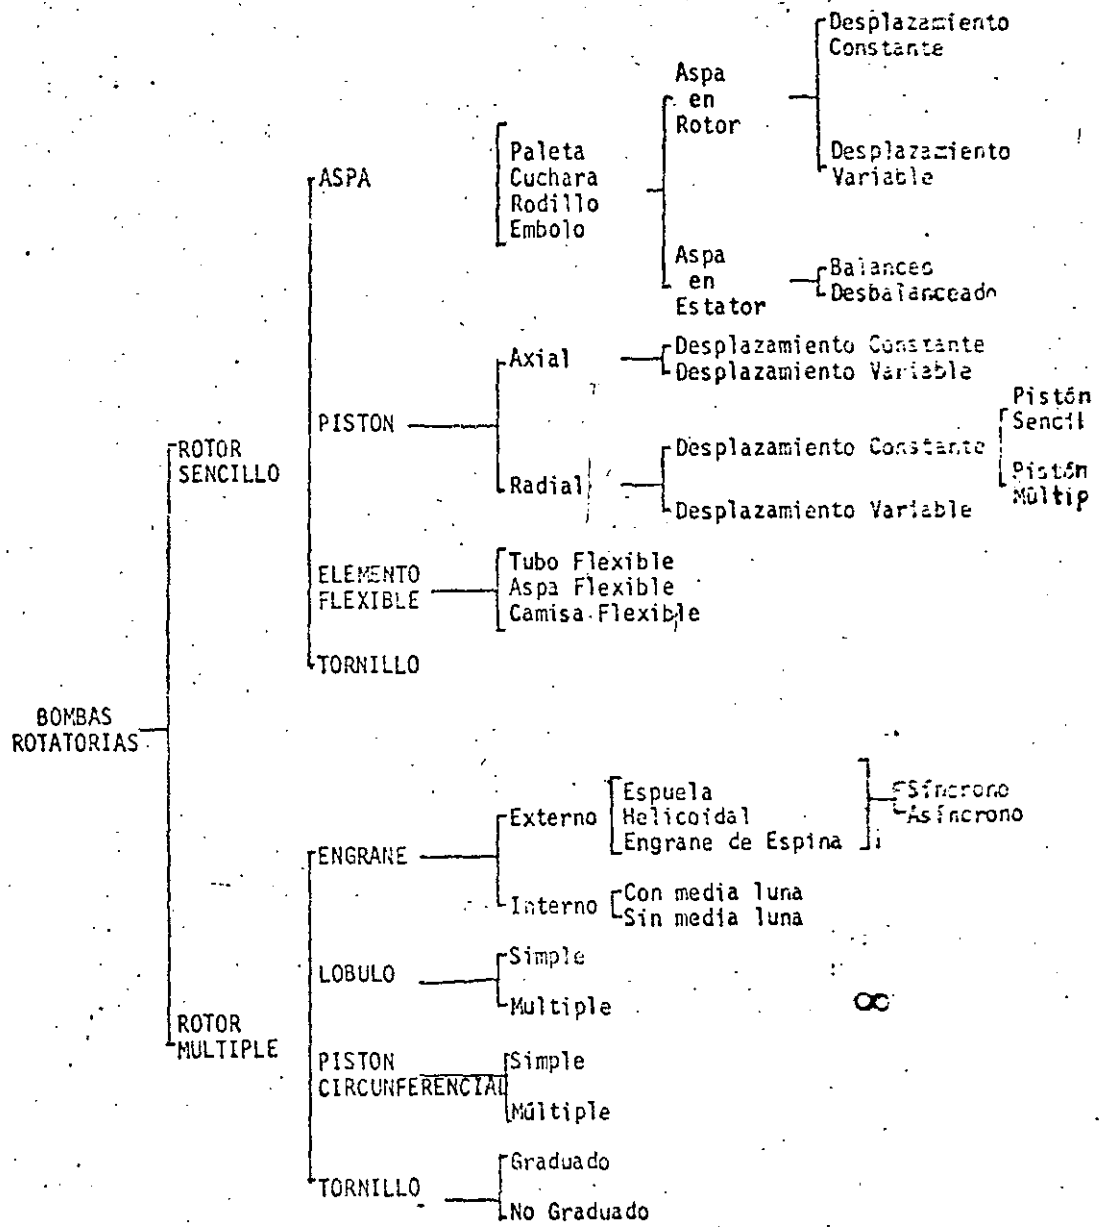 Desplazamiento
Constante
Aspa
en
Rotor
Desplazamiento
Variable
Paleta
Cuchara
Rodillo
Embolo
ASPA
Aspa
en
Estator
Balanceo
Desbalanceado
Axial
Desplazamiento Constante
Desplazamiento Variable
PISTON
Radial
Desplazamiento Constante
Desplazamiento Variable
Pistón
Sencil
Pistón
Múltip
ROTOR
SENCILLO
ELEMENTO
FLEXIBLE
Tubo Flexible
Aspa Flexible
Camisa Flexible
TORNILLO
BOMBAS
ROTATORIAS
ENGRANE
Externo
Espuela
Helicoidal
Engrane de Espina
Síncrono
Asíncrono
Interno
Con media luna
Sin media luna
LOBULO
Simple
Multiple
8
ROTOR
MULTIPLE
PISTON
CIRCUNFERENCIAL
Simple
Múltiple
TORNILLO
Graduado
No Graduado